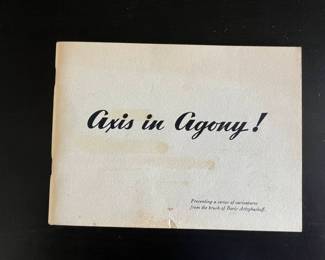 Axis in Agony!
Presenting a series of caricatures
from the brush of Boris Artzybasheff.